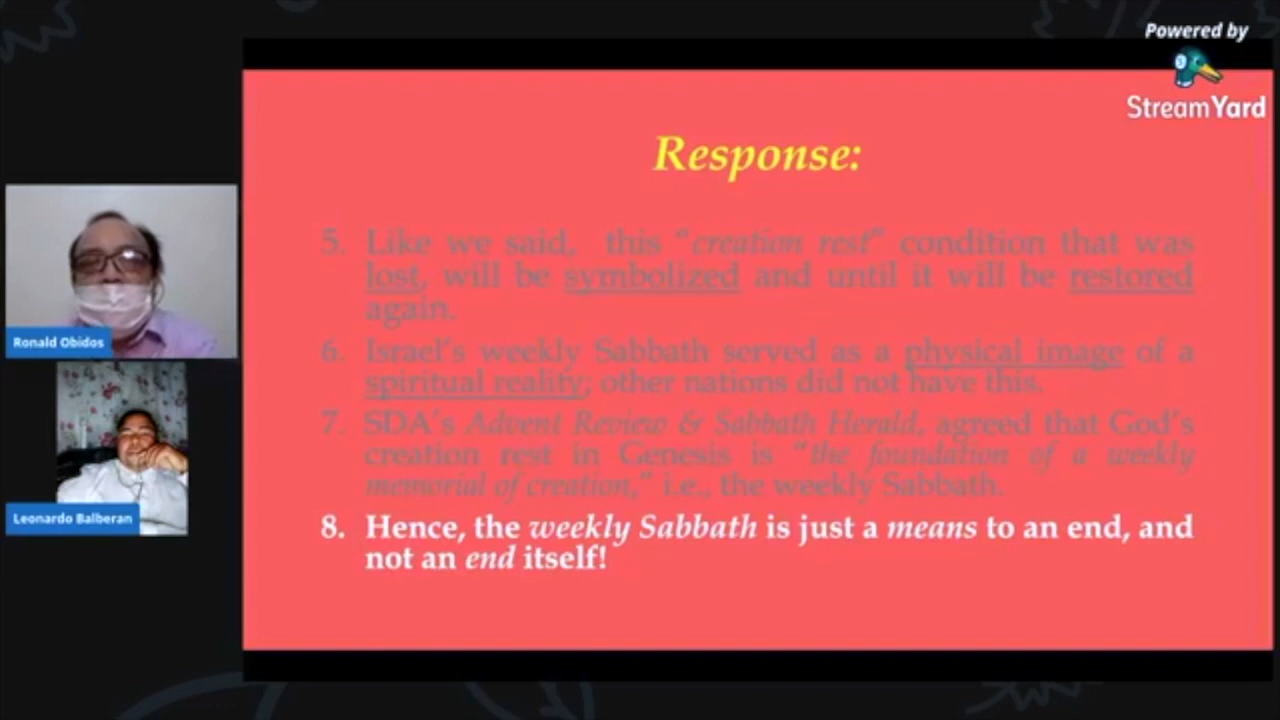 Powered by
StreamYard
Response:
5. Like we said, this “creation rest” condition that was
lost, will be symbolized and until it will be restored
again.
6. Israel’s weekly Sabbath served as a physical image of a
spiritual reality; other nations did not have this.
7. SDA’s Advent Review & Sabbath Herald, agreed that God’s
creation rest in Genesis is “the foundation of a weekly
memorial of creation,” i.e., the weekly Sabbath.
8. Hence, the weekly Sabbath is just a means to an end, and
not an end itself!
Ronald Obidos
Leonardo Balberan